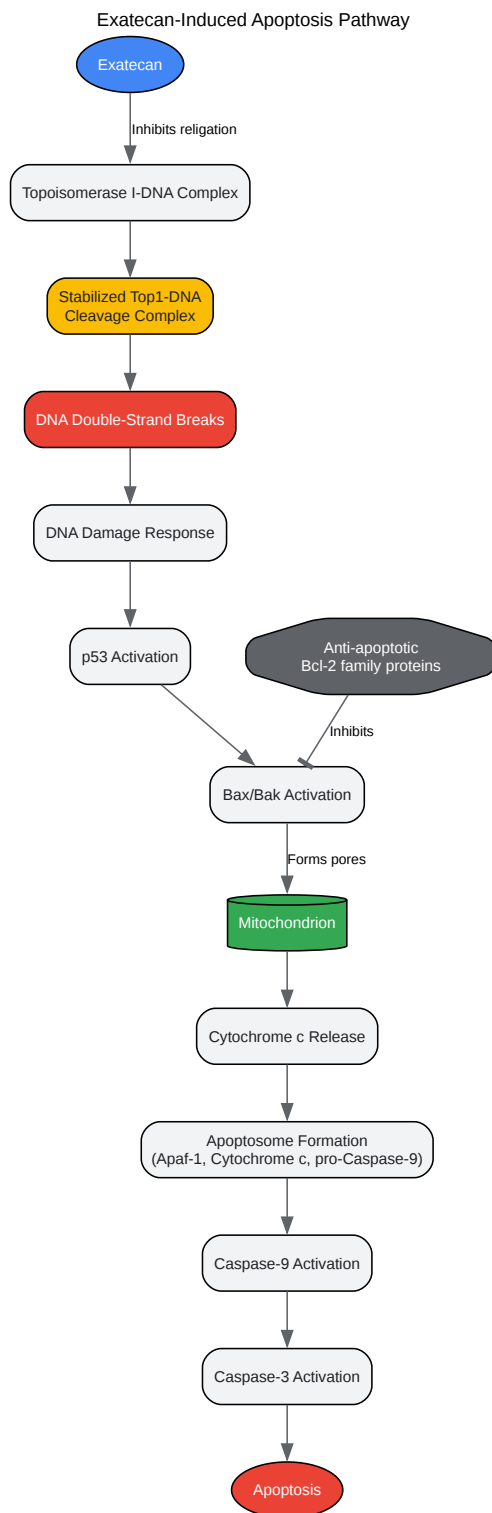 Exatecan-Induced Apoptosis Pathway
Exatecan
Inhibits religation
Topoisomerase I-DNA Complex
Stabilized Top1-DNA
Cleavage Complex
DNA Double-Strand Breaks
DNA Damage Response
p53 Activation
Anti-apoptotic
Bcl-2 family proteins
Inhibits
Bax/Bak Activation
Forms pores
Mitochondrion
Cytochrome c Release
Apoptosome Formation
(Apaf-1, Cytochrome c, pro-Caspase-9)
Caspase-9 Activation
Caspase-3 Activation
Apoptosis